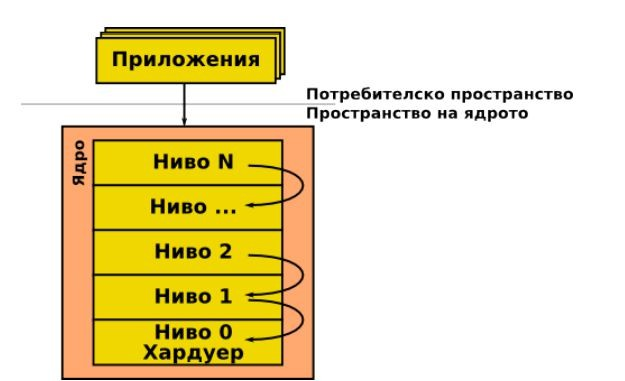 Приложения
Потребителско пространство
Пространство на ядрото
Ядро
Ниво N
Ниво ...
Ниво 2
Ниво 1
Ниво 0
Хардуер